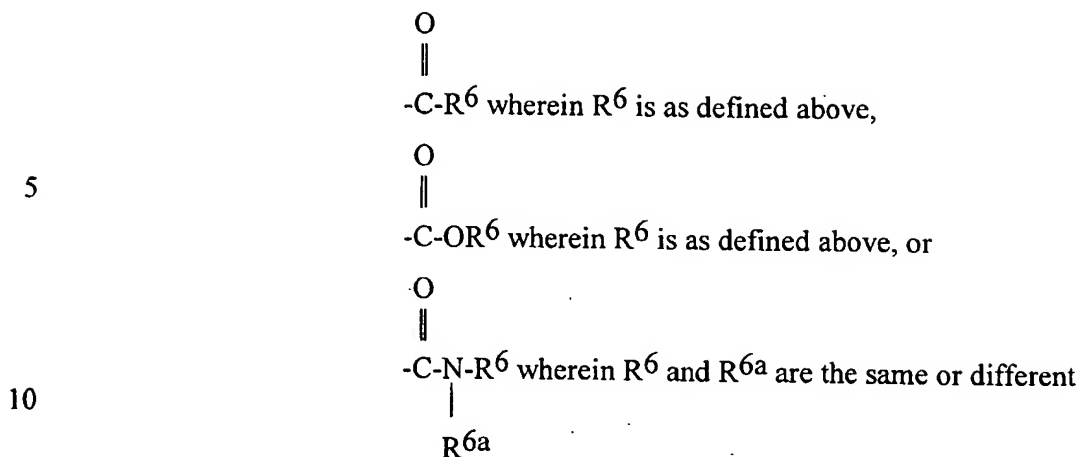 O
||
-C-R6 wherein R6 is as defined above,
O
5 ||
-C-OR6 wherein R6 is as defined above, or
O
||
-C-N-R6 wherein R6 and R6a are the same or different
10 |
R6a